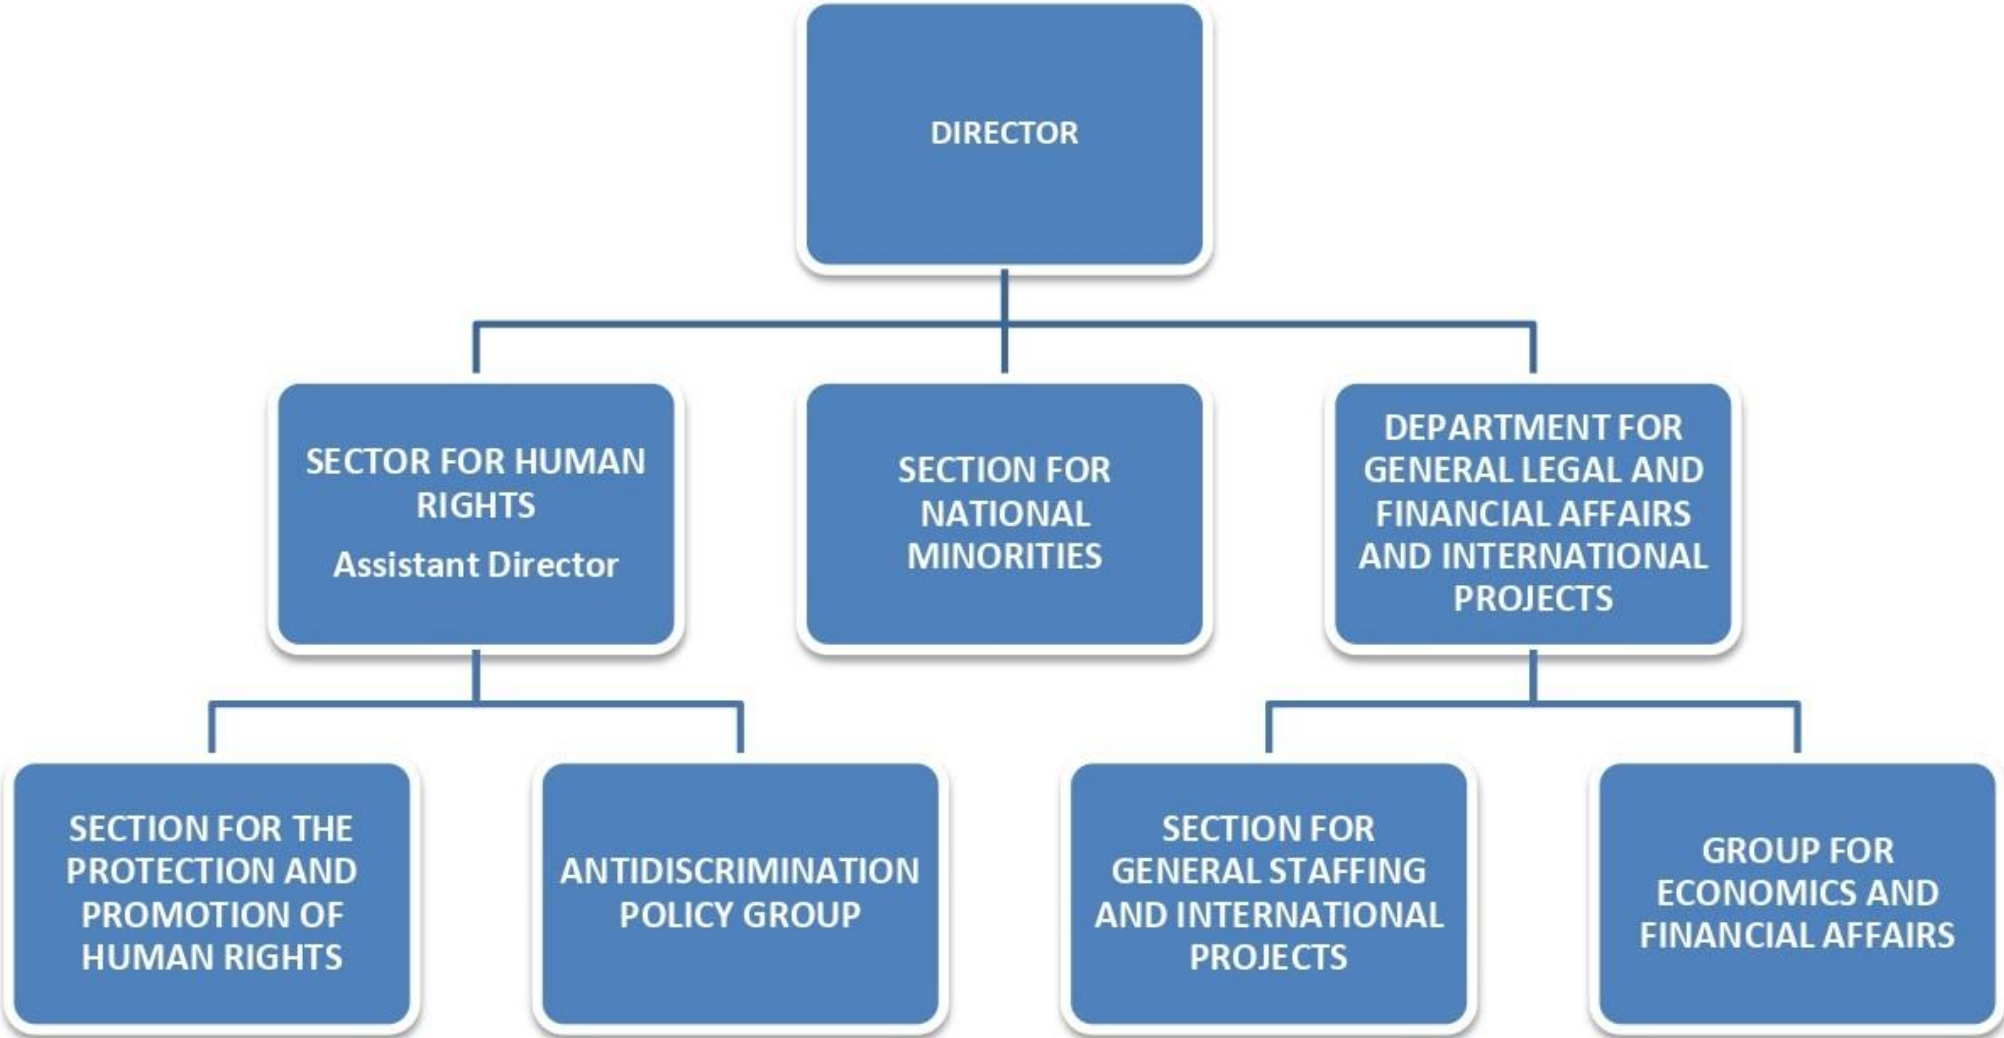 DIRECTOR
SECTOR FOR HUMAN
RIGHTS
Assistant Director
SECTION FOR
NATIONAL
MINORITIES
DEPARTMENT FOR
GENERAL LEGAL AND
FINANCIAL AFFAIRS
AND INTERNATIONAL
PROJECTS
SECTION FOR THE
PROTECTION AND
PROMOTION OF
HUMAN RIGHTS
ANTIDISCRIMINATION
POLICY GROUP
SECTION FOR
GENERAL STAFFING
AND INTERNATIONAL
PROJECTS
GROUP FOR
ECONOMICS AND
FINANCIAL AFFAIRS